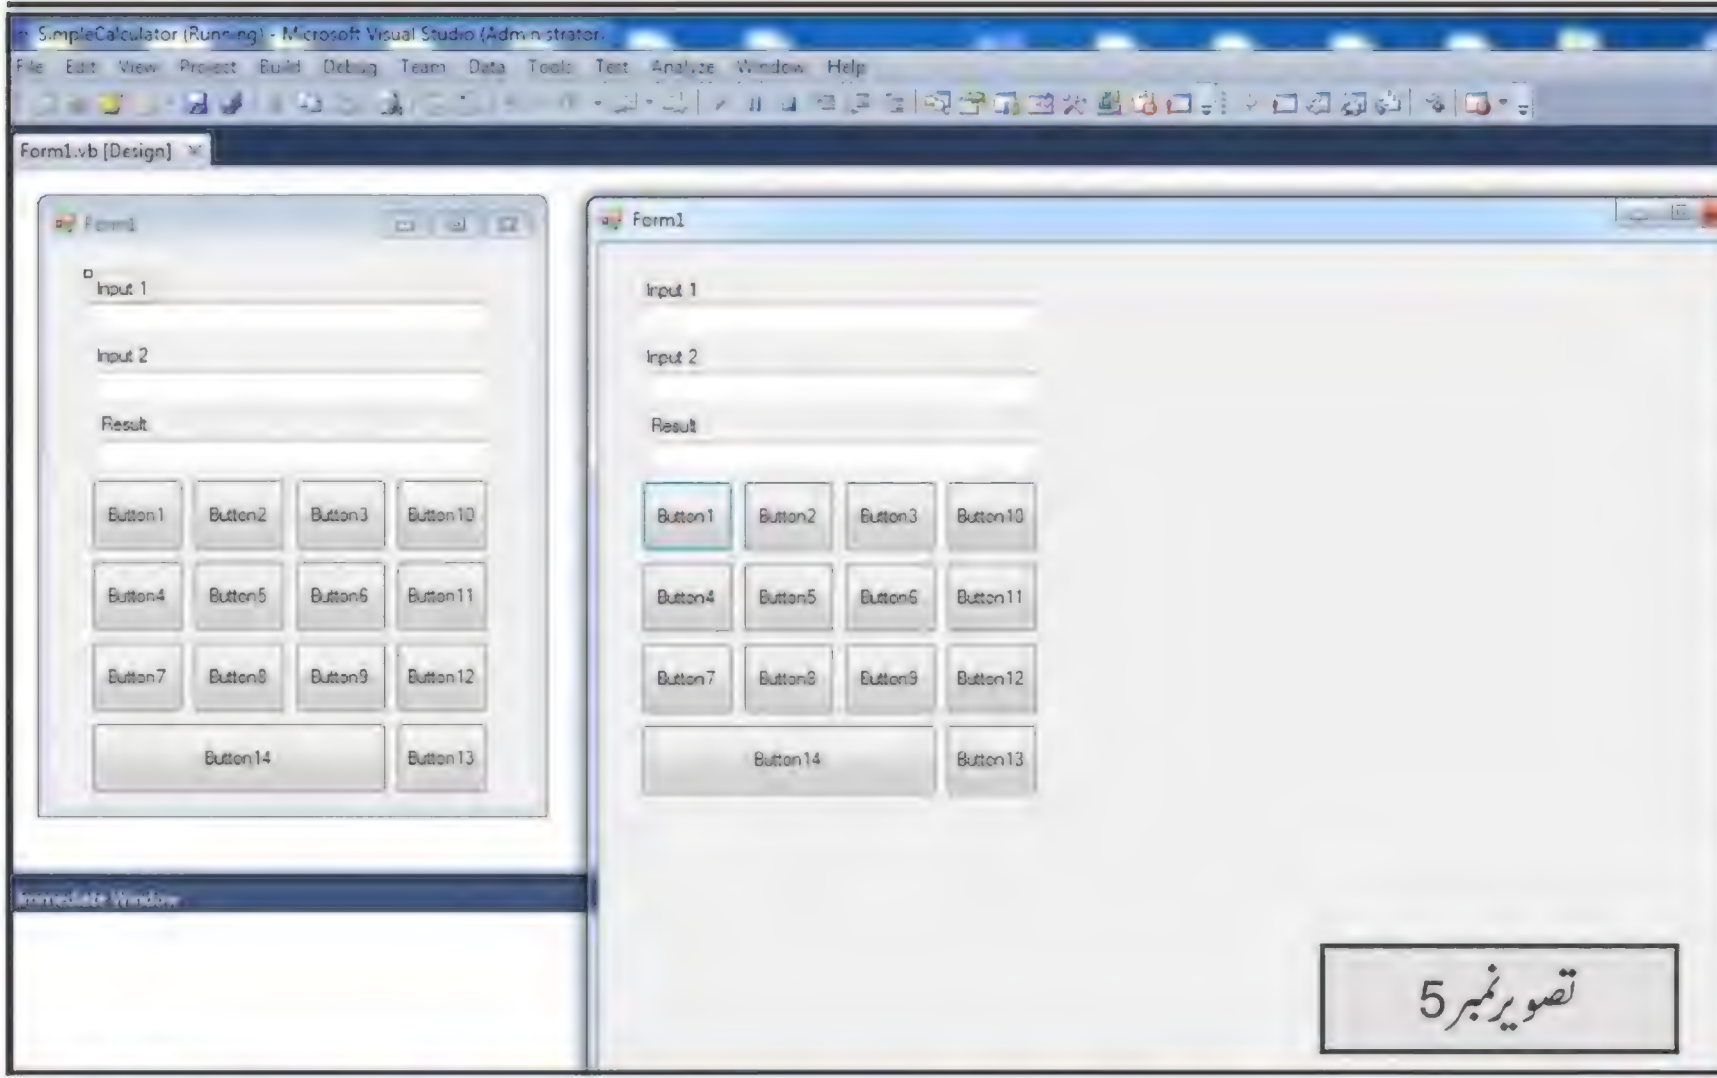 SimpleCalculator (Running) - Microsoft Visual Studio (Administrator)
File Edit View Project Build Debug Team Data Tools Test Analyze Window Help
Form1.vb [Design]
Form1
Input 1
Input 2
Result
Button1 Button2 Button3 Button10
Button4 Button5 Button6 Button11
Button7 Button8 Button9 Button12
Button14 Button13
Form1
Input 1
Input 2
Result
Button1 Button2 Button3 Button10
Button4 Button5 Button6 Button11
Button7 Button8 Button9 Button12
Button14 Button13
Immediate Window
تصویر نمبر 5